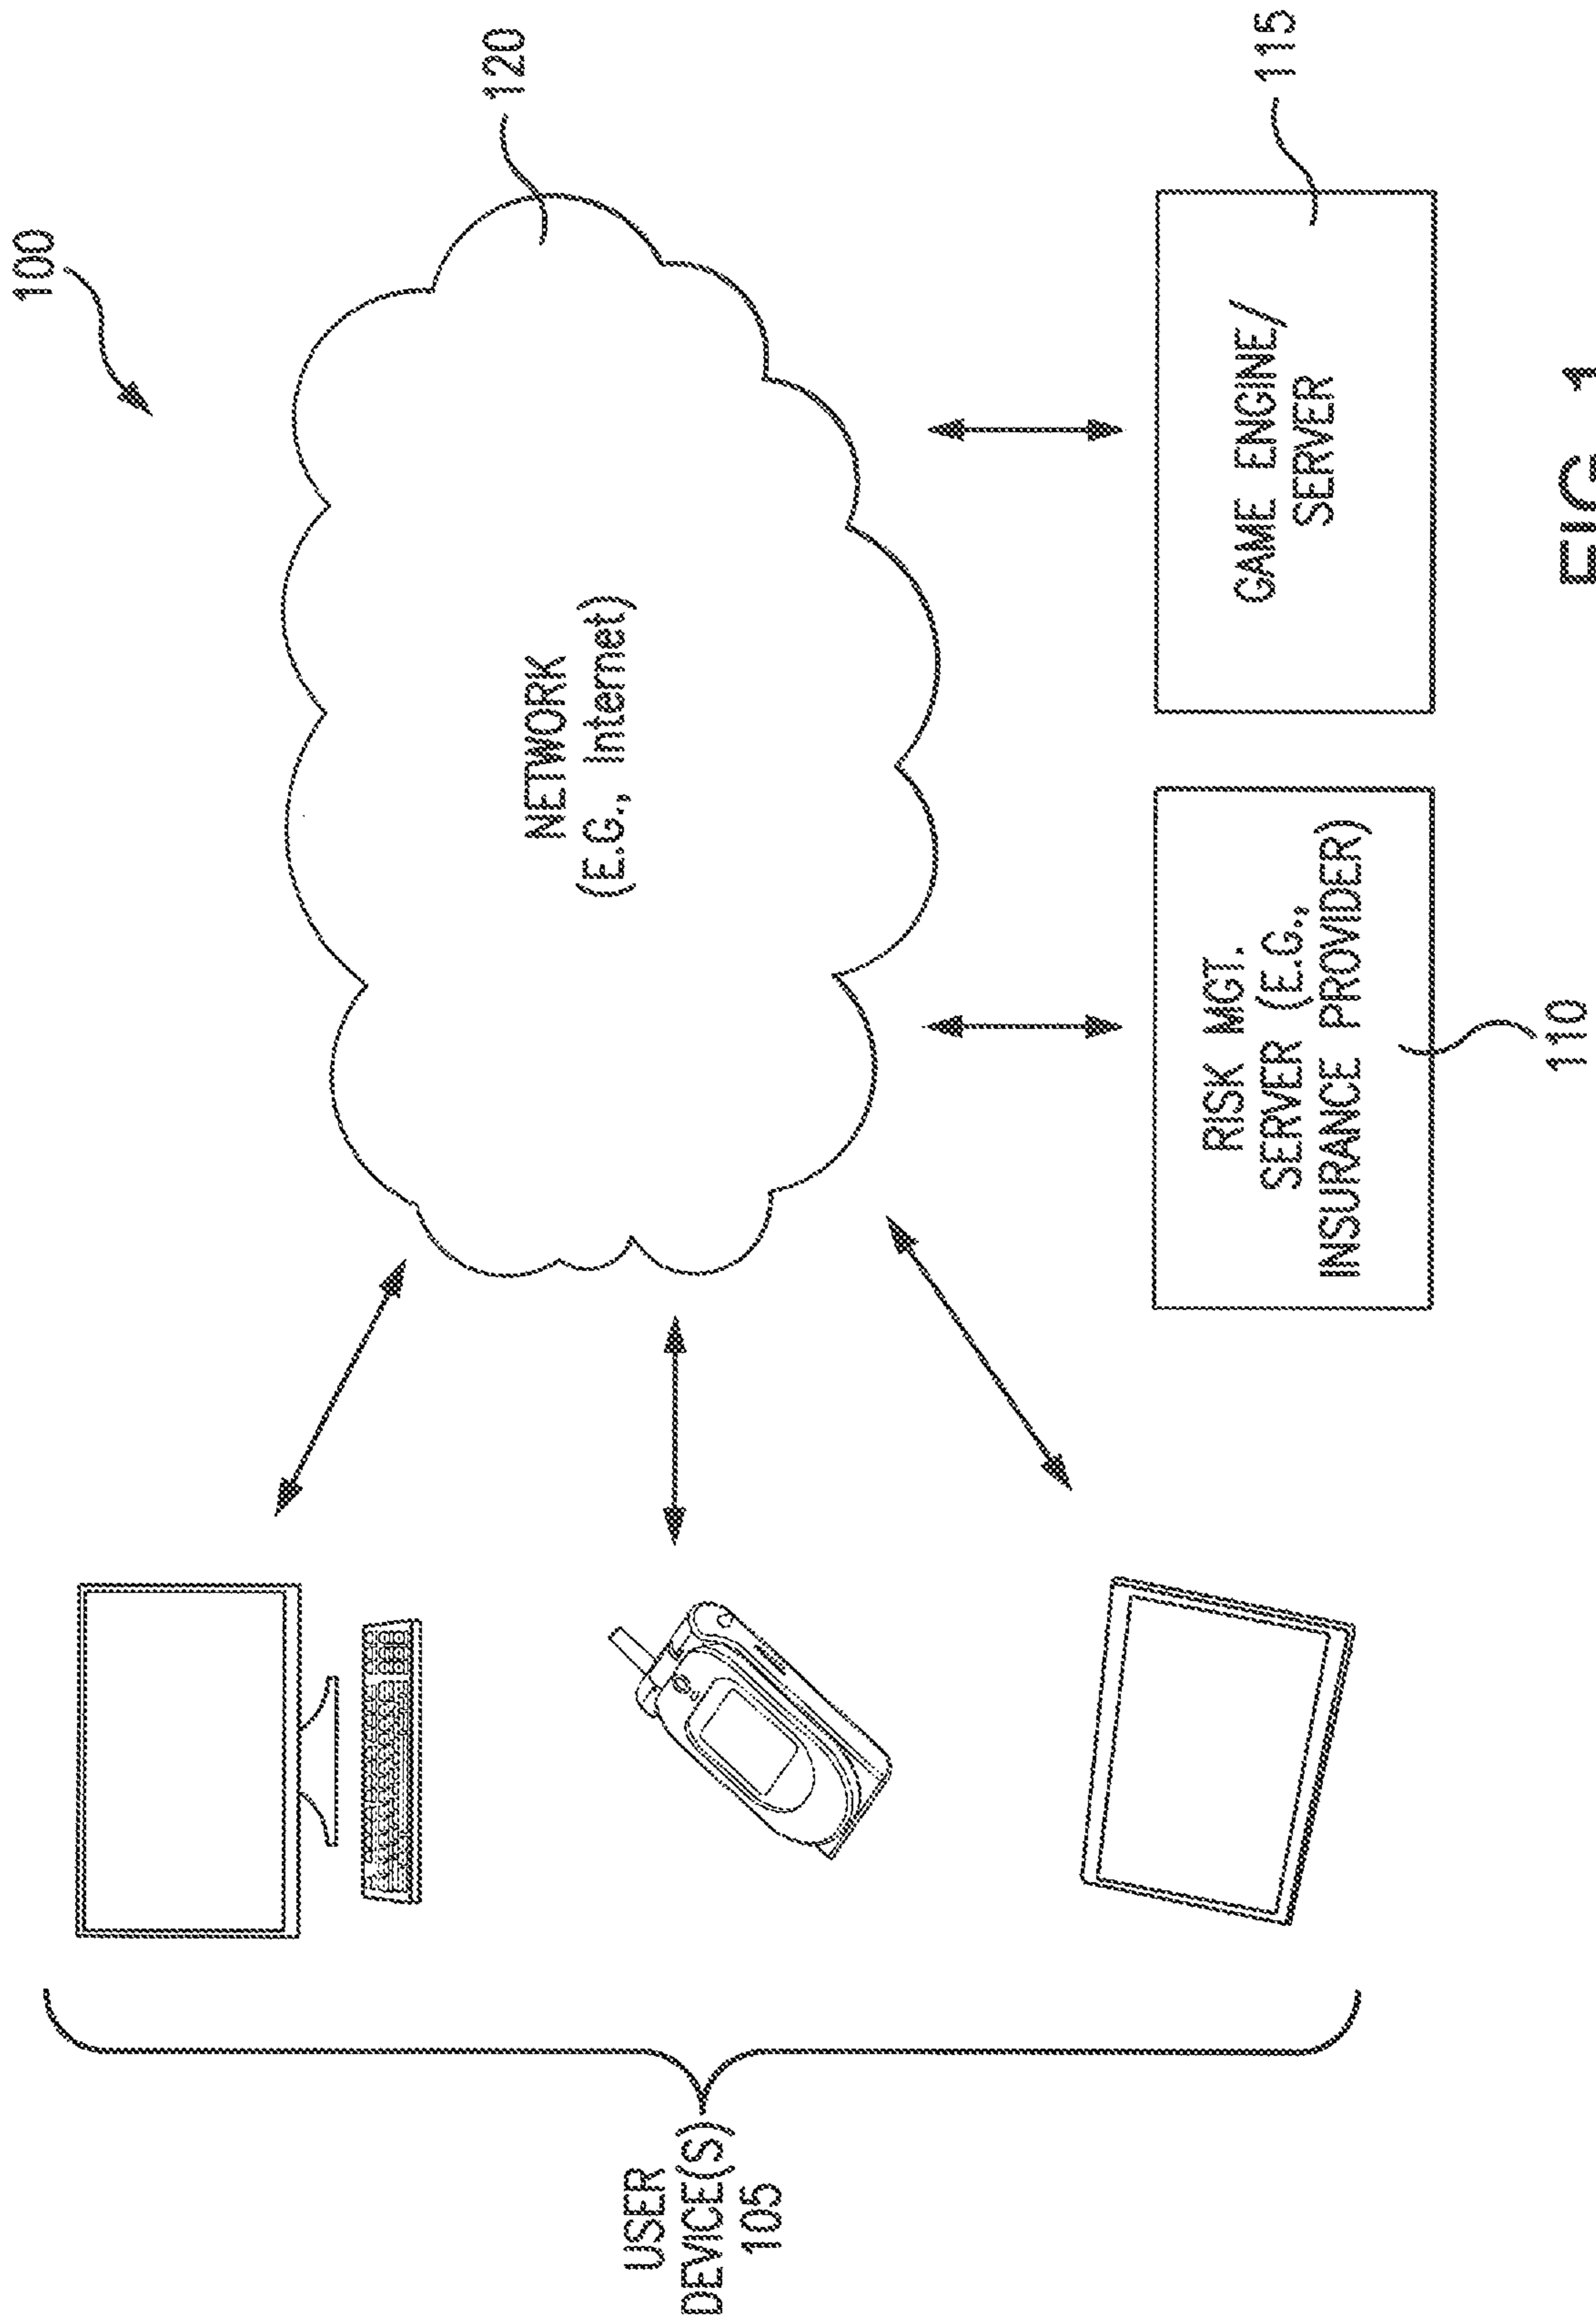 100
120
NETWORK
(E.G., Internet)
USER
DEVICE(S)
105
RISK MGT.
SERVER (E.G.,
INSURANCE PROVIDER)
110
GAME ENGINE/
SERVER
115
FIG. 1